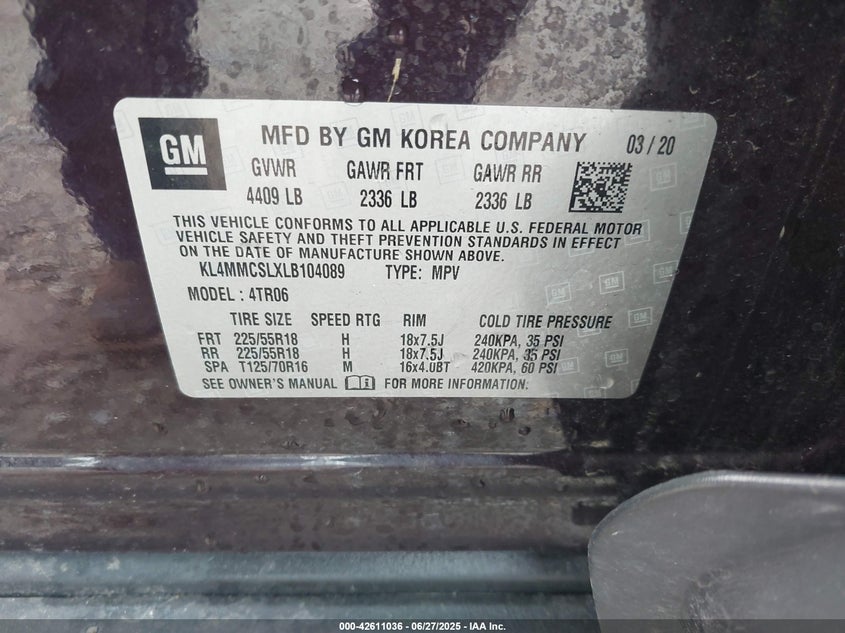 GM MFD BY GM KOREA COMPANY 03/20
GVWR GAWR FRT GAWR RR
4409 LB 2336 LB 2336 LB
THIS VEHICLE CONFORMS TO ALL APPLICABLE U.S. FEDERAL MOTOR
VEHICLE SAFETY AND THEFT PREVENTION STANDARDS IN EFFECT
ON THE DATE OF MANUFACTURE SHOWN ABOVE.
KL4MMCSLXLB104089 TYPE: MPV
MODEL : 4TR06
TIRE SIZE SPEED RTG RIM COLD TIRE PRESSURE
FRT 225/55R18 H 18x7.5J 240KPA, 35 PSI
RR 225/55R18 H 18x7.5J 240KPA, 35 PSI
SPA T125/70R16 M 16x4.0BT 420KPA, 60 PSI
SEE OWNER'S MANUAL FOR MORE INFORMATION.
000-42611036 - 06/27/2025 - IAA Inc.